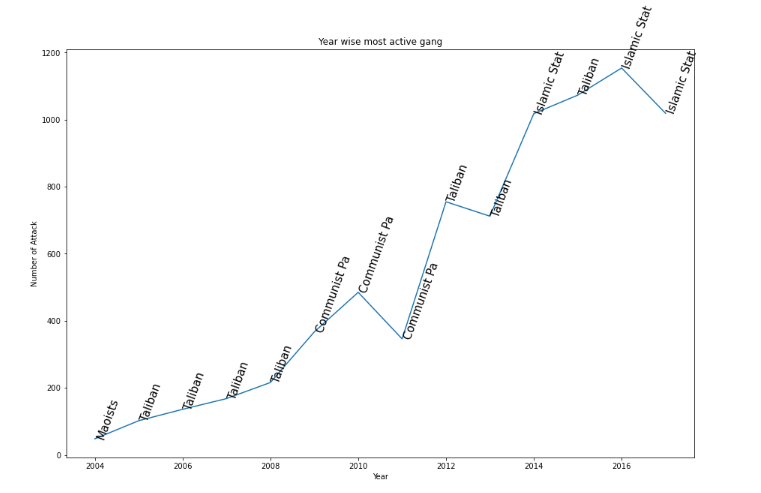 Year wise most active gang
Number of Attack
1200
1000
800
600
400
200
0
Maoists
Taliban
Taliban
Taliban
Taliban
Communist Pa
Communist Pa
Communist Pa
Taliban
Taliban
Islamic Stat
Taliban
Islamic Stat
Islamic Stat
2004
2006
2008
2010
2012
2014
2016
Year